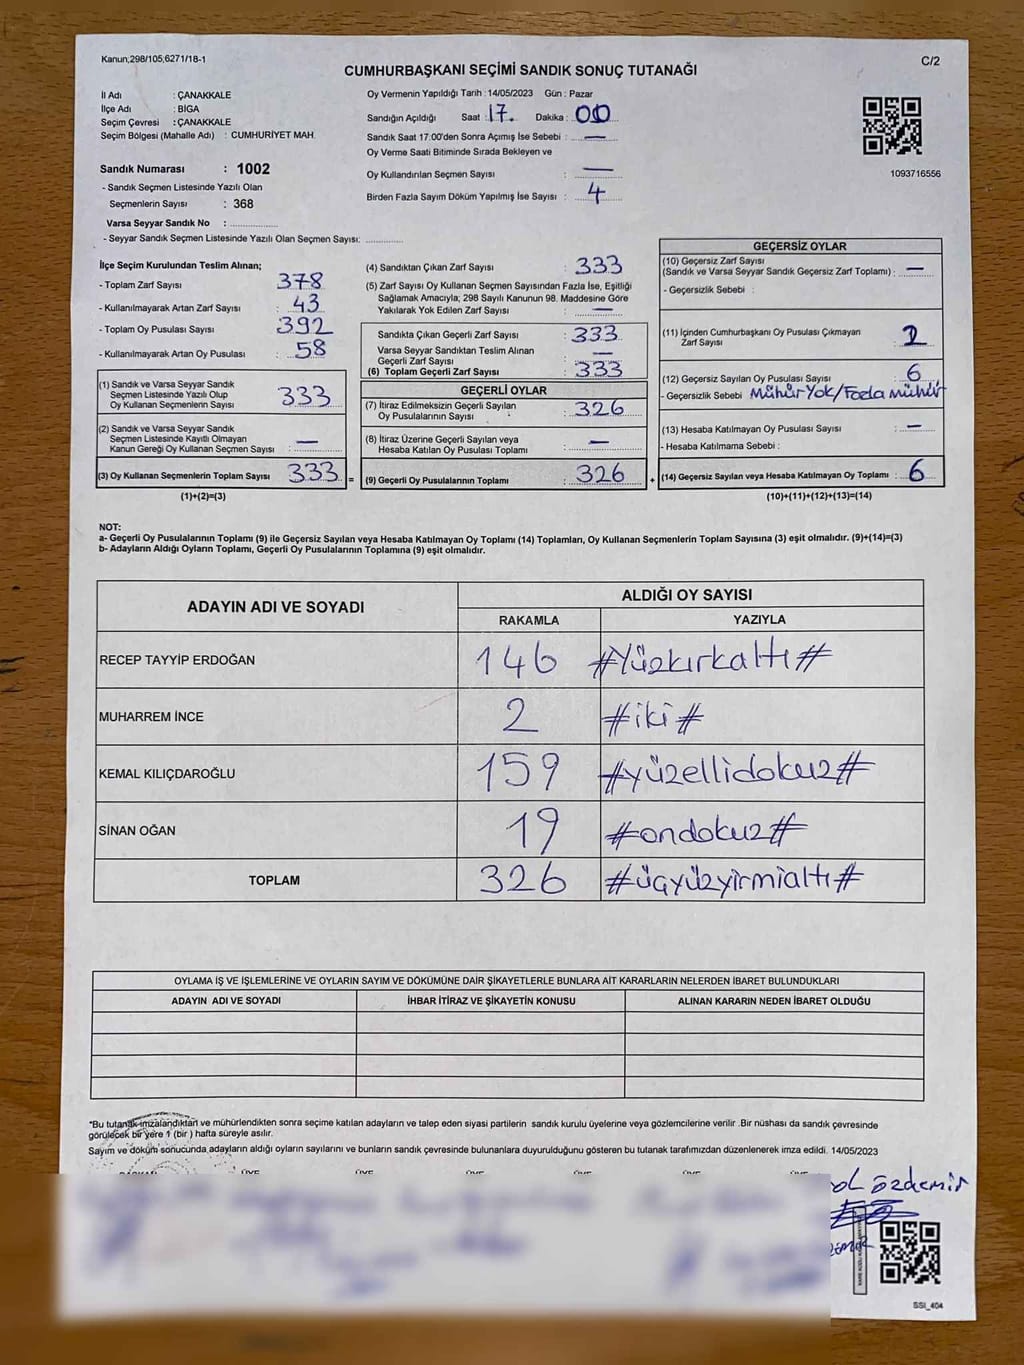 Kanun;298/105;6271/18-1
C/2
CUMHURBAŞKANI SEÇİMİ SANDIK SONUÇ TUTANAĞI
İl Adı : ÇANAKKALE
İlçe Adı : BİGA
Seçim Çevresi : ÇANAKKALE
Seçim Bölgesi (Mahalle Adı) : CUMHURİYET MAH.
Sandık Numarası : 1002
- Sandık Seçmen Listesinde Yazılı Olan
Seçmenlerin Sayısı : 368
Varsa Seyyar Sandık No :
- Seyyar Sandık Seçmen Listesinde Yazılı Olan Seçmen Sayısı:
Oy Vermenin Yapıldığı Tarih : 14/05/2023 Gün : Pazar
Sandığın Açıldığı Saat : 17. Dakika : 00
Sandık Saat 17:00'den Sonra Açmış İse Sebebi : —
Oy Verme Saati Bitiminde Sırada Bekleyen ve
Oy Kullandırılan Seçmen Sayısı : —
Birden Fazla Sayım Döküm Yapılmış İse Sayısı : 4
1093716556
İlçe Seçim Kurulundan Teslim Alınan;
- Toplam Zarf Sayısı : 378
- Kullanılmayarak Artan Zarf Sayısı : 43
- Toplam Oy Pusulası Sayısı : 392
- Kullanılmayarak Artan Oy Pusulası : 58
(1) Sandık ve Varsa Seyyar Sandık
Seçmen Listesinde Yazılı Olup
Oy Kullanan Seçmenlerin Sayısı : 333
(2) Sandık ve Varsa Seyyar Sandık
Seçmen Listesinde Kayıtlı Olmayan
Kanun Gereği Oy Kullanan Seçmen Sayısı : —
(3) Oy Kullanan Seçmenlerin Toplam Sayısı : 333 =
(1)+(2)=(3)
(4) Sandıktan Çıkan Zarf Sayısı : 333
(5) Zarf Sayısı Oy Kullanan Seçmen Sayısından Fazla İse, Eşitliği
Sağlamak Amacıyla; 298 Sayılı Kanunun 98. Maddesine Göre
Yakılarak Yok Edilen Zarf Sayısı : —
Sandıkta Çıkan Geçerli Zarf Sayısı : 333
Varsa Seyyar Sandıktan Teslim Alınan
Geçerli Zarf Sayısı : —
(6) Toplam Geçerli Zarf Sayısı : 333
GEÇERLİ OYLAR
(7) İtiraz Edilmeksizin Geçerli Sayılan
Oy Pusulalarının Sayısı : 326
(8) İtiraz Üzerine Geçerli Sayılan veya
Hesaba Katılan Oy Pusulası Toplamı : —
(9) Geçerli Oy Pusulalarının Toplamı : 326 +
GEÇERSİZ OYLAR
(10) Geçersiz Zarf Sayısı
(Sandık ve Varsa Seyyar Sandık Geçersiz Zarf Toplamı) : —
- Geçersizlik Sebebi :
(11) İçinden Cumhurbaşkanı Oy Pusulası Çıkmayan
Zarf Sayısı :
(12) Geçersiz Sayılan Oy Pusulası Sayısı : 6
- Geçersizlik Sebebi : Mühür Yok/Fazla mühür
(13) Hesaba Katılmayan Oy Pusulası Sayısı : —
- Hesaba Katılmama Sebebi :
(14) Geçersiz Sayılan veya Hesaba Katılmayan Oy Toplamı : 6
(10)+(11)+(12)+(13)=(14)
NOT:
a- Geçerli Oy Pusulalarının Toplamı (9) ile Geçersiz Sayılan veya Hesaba Katılmayan Oy Toplamı (14) Toplamları, Oy Kullanan Seçmenlerin Toplam Sayısına (3) eşit olmalıdır. (9)+(14)=(3)
b- Adayların Aldığı Oyların Toplamı, Geçerli Oy Pusulalarının Toplamına (9) eşit olmalıdır.
ADAYIN ADI VE SOYADI ALDIĞI OY SAYISI
RAKAMLA YAZIYLA
RECEP TAYYİP ERDOĞAN 146 #Yüzkırkaltı#
MUHARREM İNCE 2 #iki#
KEMAL KILIÇDAROĞLU 159 #yüzellidokuz#
SİNAN OĞAN 19 #ondokuz#
TOPLAM 326 #üçyüzyirmialtı#
OYLAMA İŞ VE İŞLEMLERİNE VE OYLARIN SAYIM VE DÖKÜMÜNE DAİR ŞİKAYETLERLE BUNLARA AİT KARARLARIN NELERDEN İBARET BULUNDUKLARI
ADAYIN ADI VE SOYADI İHBAR İTİRAZ VE ŞİKAYETİN KONUSU ALINAN KARARIN NEDEN İBARET OLDUĞU
*Bu tutanak imzalandıktan ve mühürlendikten sonra seçime katılan adayların ve talep eden siyasi partilerin sandık kurulu üyelerine veya gözlemcilerine verilir .Bir nüshası da sandık çevresinde
görülecek bir yere 1 (bir ) hafta süreyle asılır.
Sayım ve döküm sonucunda,adayların aldığı oyların sayılarını ve bunların sandık çevresinde bulunanlara duyurulduğunu gösteren bu tutanak tarafımızdan düzenlenerek imza edildi. 14/05/2023
özdemir
SSI_404